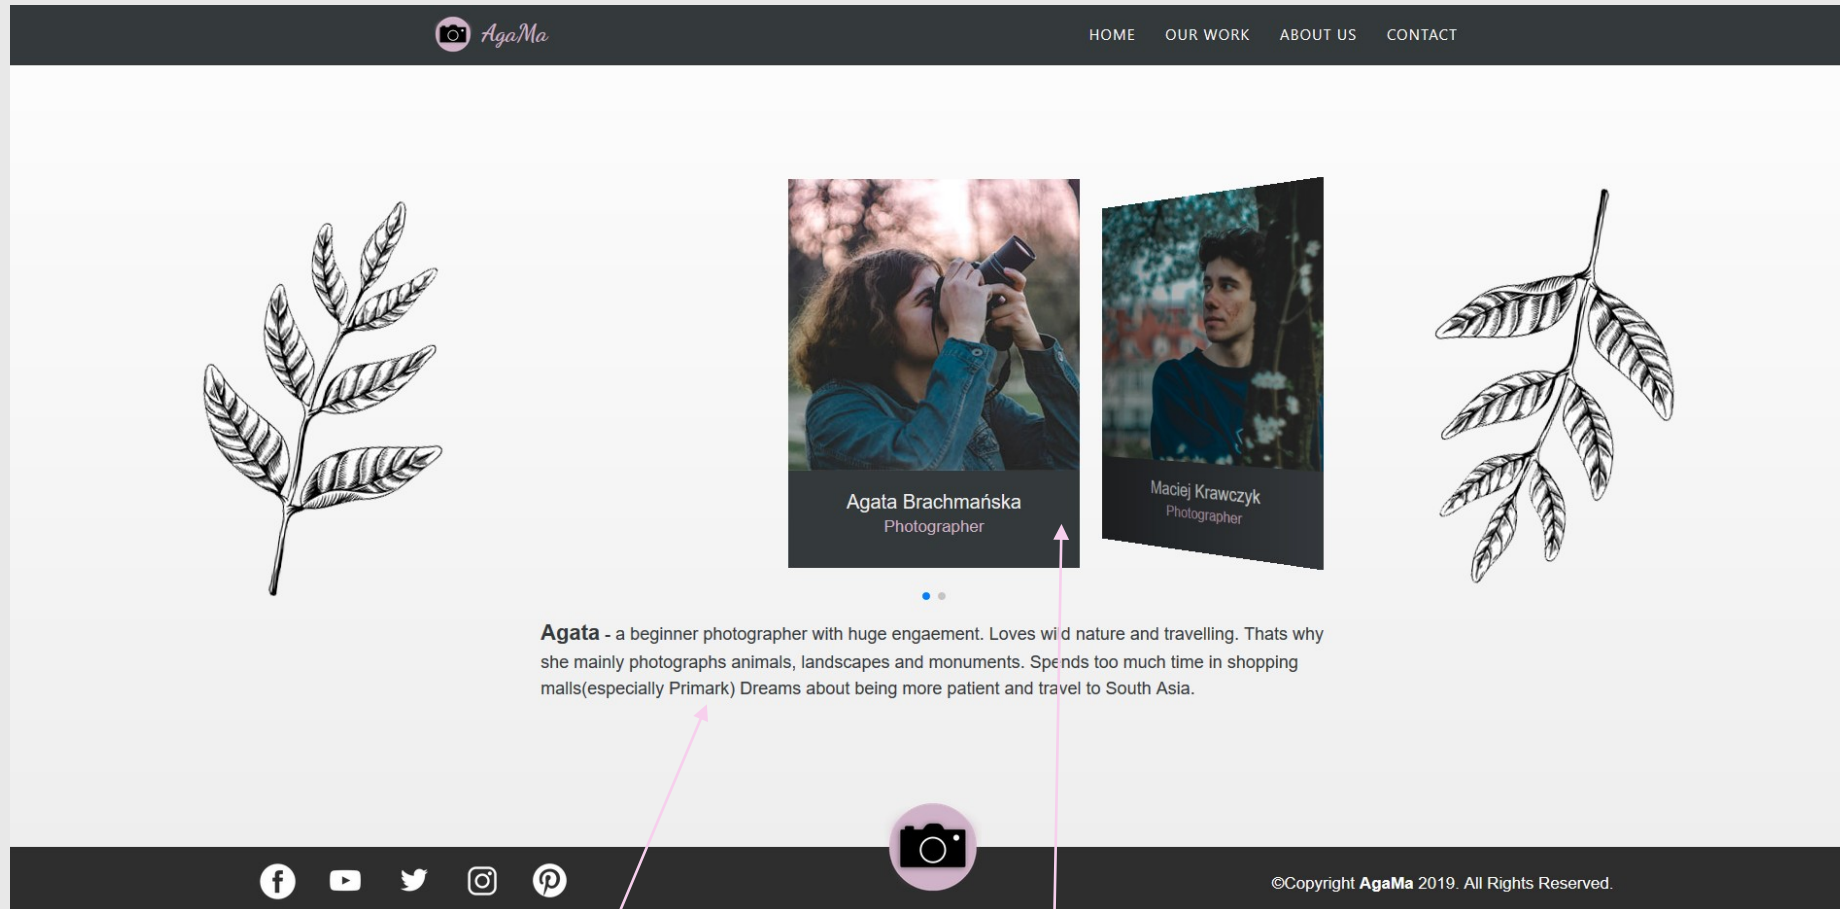 AgaMa
HOME OUR WORK ABOUT US CONTACT
Agata Brachmańska
Photographer
Maciej Krawczyk
Photographer
Agata - a beginner photographer with huge engaement. Loves wild nature and travelling. Thats why
she mainly photographs animals, landscapes and monuments. Spends too much time in shopping
malls(especially Primark) Dreams about being more patient and travel to South Asia.
©Copyright AgaMa 2019. All Rights Reserved.